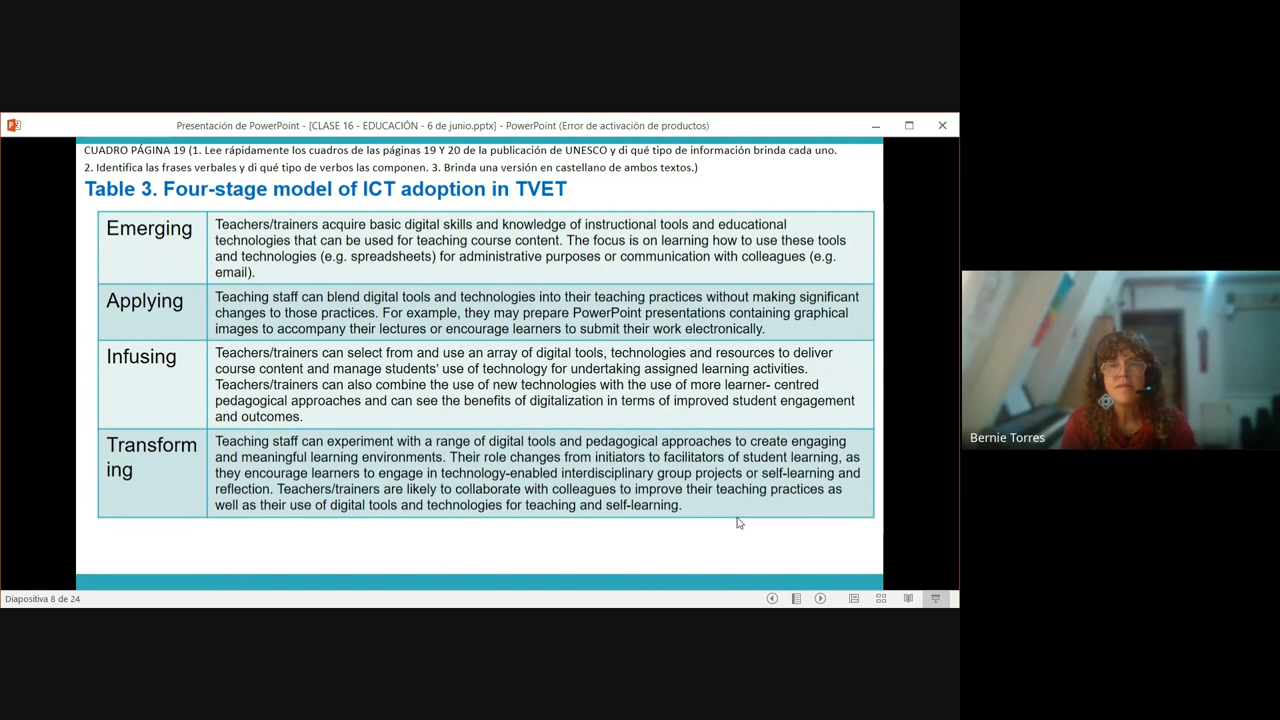 Presentación de PowerPoint - [CLASE 16 - EDUCACIÓN - 6 de junio.pptx] - PowerPoint (Error de activación de productos)
CUADRO PÁGINA 19 (1. Lee rápidamente los cuadros de las páginas 19 Y 20 de la publicación de UNESCO y di qué tipo de información brinda cada uno.
2. Identifica las frases verbales y di qué tipo de verbos las componen. 3. Brinda una versión en castellano de ambos textos.)
Table 3. Four-stage model of ICT adoption in TVET
Emerging
Teachers/trainers acquire basic digital skills and knowledge of instructional tools and educational
technologies that can be used for teaching course content. The focus is on learning how to use these tools
and technologies (e.g. spreadsheets) for administrative purposes or communication with colleagues (e.g.
email).
Applying
Teaching staff can blend digital tools and technologies into their teaching practices without making significant
changes to those practices. For example, they may prepare PowerPoint presentations containing graphical
images to accompany their lectures or encourage learners to submit their work electronically.
Infusing
Teachers/trainers can select from and use an array of digital tools, technologies and resources to deliver
course content and manage students' use of technology for undertaking assigned learning activities.
Teachers/trainers can also combine the use of new technologies with the use of more learner- centred
pedagogical approaches and can see the benefits of digitalization in terms of improved student engagement
and outcomes.
Transform
ing
Teaching staff can experiment with a range of digital tools and pedagogical approaches to create engaging
and meaningful learning environments. Their role changes from initiators to facilitators of student learning, as
they encourage learners to engage in technology-enabled interdisciplinary group projects or self-learning and
reflection. Teachers/trainers are likely to collaborate with colleagues to improve their teaching practices as
well as their use of digital tools and technologies for teaching and self-learning.
Diapositiva 8 de 24
Bernie Torres